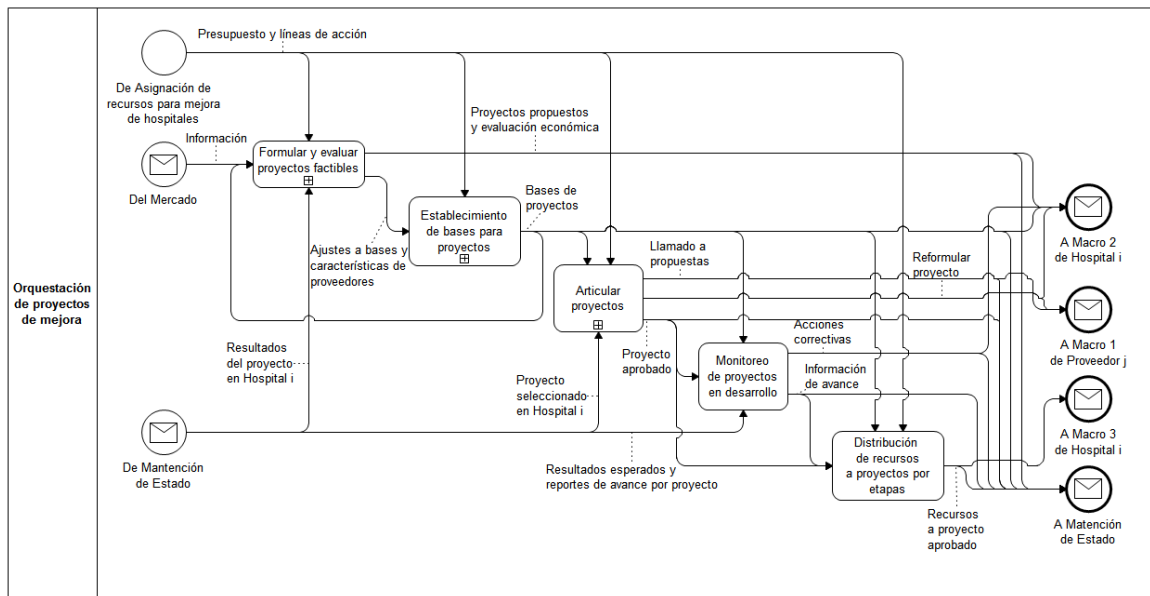 Orquestación
de proyectos
de mejora
Presupuesto y líneas de acción
De Asignación de
recursos para mejora
de hospitales
Información
Del Mercado
Formular y evaluar
proyectos factibles
Proyectos propuestos
y evaluación económica
Establecimiento
de bases para
proyectos
Bases de
proyectos
Ajustes a bases y
características de
proveedores
Llamado a
propuestas
Reformular
proyecto
Articular
proyectos
A Macro 2
de Hospital i
A Macro 1
de Proveedor j
Resultados
del proyecto
en Hospital i
Proyecto
seleccionado
en Hospital i
Proyecto
aprobado
Acciones
correctivas
Monitoreo
de proyectos
en desarrollo
Información
de avance
A Macro 3
de Hospital i
De Mantención
de Estado
Resultados esperados y
reportes de avance por proyecto
Distribución
de recursos
a proyectos por
etapas
Recursos
a proyecto
aprobado
A Matención
de Estado